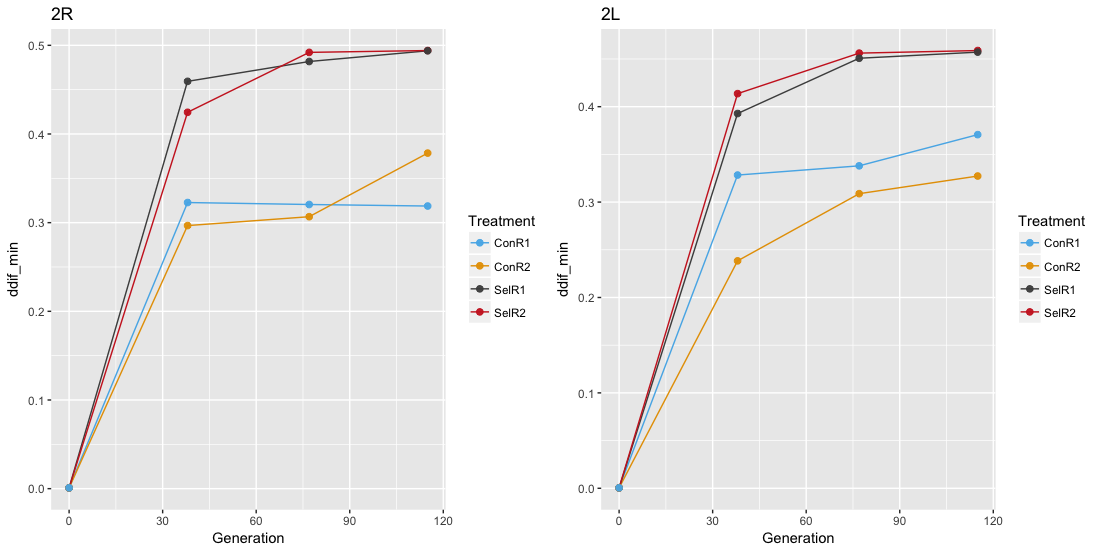 2R
ddif_min
0.5
0.4
0.3
0.2
0.1
0.0
0 30 60 90 120
Generation
Treatment
ConR1
ConR2
SelR1
SelR2
2L
ddif_min
0.4
0.3
0.2
0.1
0.0
0 30 60 90 120
Generation
Treatment
ConR1
ConR2
SelR1
SelR2